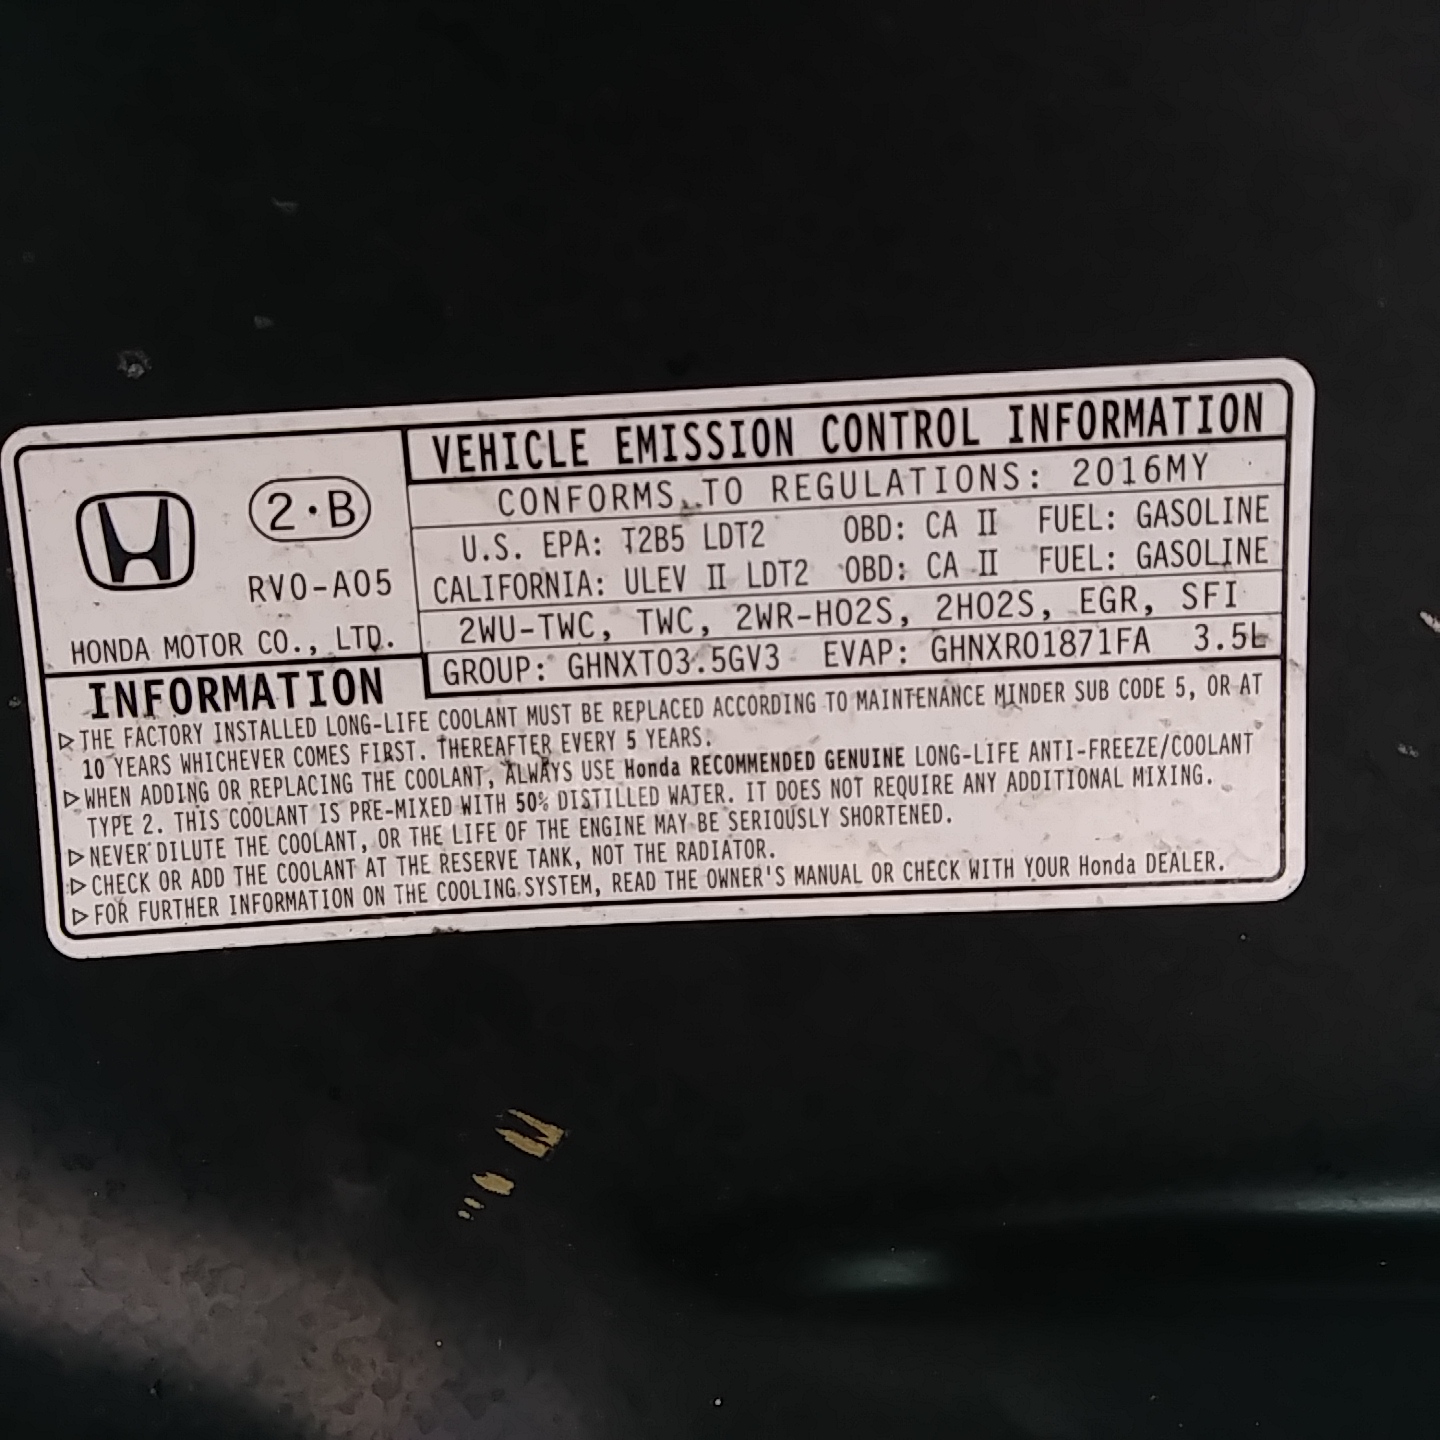 2·B
RV0-A05
HONDA MOTOR CO., LTD.
VEHICLE EMISSION CONTROL INFORMATION
CONFORMS TO REGULATIONS: 2016MY
U.S. EPA: T2B5 LDT2 OBD: CA II FUEL: GASOLINE
CALIFORNIA: ULEV II LDT2 OBD: CA II FUEL: GASOLINE
2WU-TWC, TWC, 2WR-HO2S, 2HO2S, EGR, SFI
GROUP: GHNXT03.5GV3 EVAP: GHNXR01871FA 3.5L
INFORMATION
▷ THE FACTORY INSTALLED LONG-LIFE COOLANT MUST BE REPLACED ACCORDING TO MAINTENANCE MINDER SUB CODE 5, OR AT
10 YEARS WHICHEVER COMES FIRST. THEREAFTER EVERY 5 YEARS.
▷ WHEN ADDING OR REPLACING THE COOLANT, ALWAYS USE Honda RECOMMENDED GENUINE LONG-LIFE ANTI-FREEZE/COOLANT
TYPE 2. THIS COOLANT IS PRE-MIXED WITH 50% DISTILLED WATER. IT DOES NOT REQUIRE ANY ADDITIONAL MIXING.
▷ NEVER DILUTE THE COOLANT, OR THE LIFE OF THE ENGINE MAY BE SERIOUSLY SHORTENED.
▷ CHECK OR ADD THE COOLANT AT THE RESERVE TANK, NOT THE RADIATOR.
▷ FOR FURTHER INFORMATION ON THE COOLING SYSTEM, READ THE OWNER'S MANUAL OR CHECK WITH YOUR Honda DEALER.